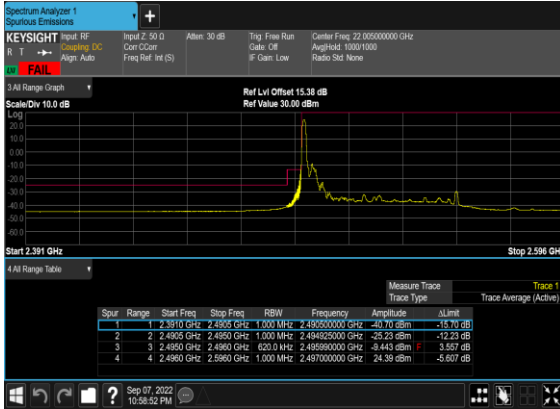 Spectrum Analyzer 1
Spurious Emissions
+
KEYSIGHT Input: RF Input Z: 50 Ω Atten: 30 dB Trig: Free Run Center Freq: 22.005000000 GHz
R T Coupling: DC Corr CCorr Gate: Off Avg|Hold: 1000/1000
Align: Auto Freq Ref: Int (S) IF Gain: Low Radio Std: None
FAIL
3 All Range Graph
Ref Lvl Offset 15.38 dB
Scale/Div 10.0 dB Ref Value 30.00 dBm
Log
20.0
10.0
0.00
-10.0
-20.0
-30.0
-40.0
-50.0
-60.0
Start 2.391 GHz Stop 2.596 GH
4 All Range Table
Measure Trace Trace 1
Trace Type Trace Average (Active)
Spur Range Start Freq Stop Freq RBW Frequency Amplitude ΔLimit
1 1 2.3910 GHz 2.4905 GHz 1.000 MHz 2.490500000 GHz -40.70 dBm -15.70 dB
2 2 2.4905 GHz 2.4950 GHz 1.000 MHz 2.494925000 GHz -25.23 dBm -12.23 dB
3 3 2.4950 GHz 2.4960 GHz 620.0 kHz 2.495990000 GHz -9.443 dBm F 3.557 dB
4 4 2.4960 GHz 2.5960 GHz 1.000 MHz 2.497000000 GHz 24.39 dBm -5.607 dB
?
Sep 07, 2022
10:58:52 PM